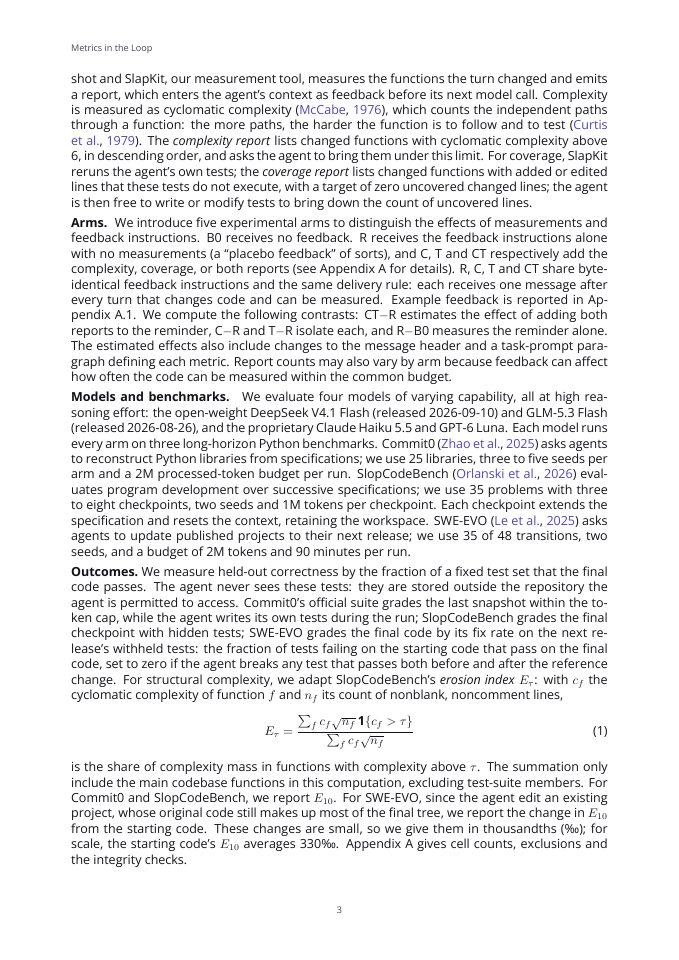 Metrics in the Loop
shot and SlapKit, our measurement tool, measures the functions the turn changed and emits
a report, which enters the agent's context as feedback before its next model call. Complexity
is measured as cyclomatic complexity (McCabe, 1976), which counts the independent paths
through a function: the more paths, the harder the function is to follow and to test (Curtis
et al., 1979). The complexity report lists changed functions with cyclomatic complexity above
6, in descending order, and asks the agent to bring them under this limit. For coverage, SlapKit
reruns the agent's own tests; the coverage report lists changed functions with added or edited
lines that these tests do not execute, with a target of zero uncovered changed lines; the agent
is then free to write or modify tests to bring down the count of uncovered lines.
Arms. We introduce five experimental arms to distinguish the effects of measurements and
feedback instructions. B0 receives no feedback. R receives the feedback instructions alone
with no measurements (a “placebo feedback” of sorts), and C, T and CT respectively add the
complexity, coverage, or both reports (see Appendix A for details). R, C, T and CT share byte-
identical feedback instructions and the same delivery rule: each receives one message after
every turn that changes code and can be measured. Example feedback is reported in Ap-
pendix A.1. We compute the following contrasts: CT−R estimates the effect of adding both
reports to the reminder, C−R and T−R isolate each, and R−B0 measures the reminder alone.
The estimated effects also include changes to the message header and a task-prompt para-
graph defining each metric. Report counts may also vary by arm because feedback can affect
how often the code can be measured within the common budget.
Models and benchmarks. We evaluate four models of varying capability, all at high rea-
soning effort: the open-weight DeepSeek V4.1 Flash (released 2026-09-10) and GLM-5.3 Flash
(released 2026-08-26), and the proprietary Claude Haiku 5.5 and GPT-6 Luna. Each model runs
every arm on three long-horizon Python benchmarks. Commit0 (Zhao et al., 2025) asks agents
to reconstruct Python libraries from specifications; we use 25 libraries, three to five seeds per
arm and a 2M processed-token budget per run. SlopCodeBench (Orlanski et al., 2026) eval-
uates program development over successive specifications; we use 35 problems with three
to eight checkpoints, two seeds and 1M tokens per checkpoint. Each checkpoint extends the
specification and resets the context, retaining the workspace. SWE-EVO (Le et al., 2025) asks
agents to update published projects to their next release; we use 35 of 48 transitions, two
seeds, and a budget of 2M tokens and 90 minutes per run.
Outcomes. We measure held-out correctness by the fraction of a fixed test set that the final
code passes. The agent never sees these tests: they are stored outside the repository the
agent is permitted to access. Commit0's official suite grades the last snapshot within the to-
ken cap, while the agent writes its own tests during the run; SlopCodeBench grades the final
checkpoint with hidden tests; SWE-EVO grades the final code by its fix rate on the next re-
lease's withheld tests: the fraction of tests failing on the starting code that pass on the final
code, set to zero if the agent breaks any test that passes both before and after the reference
change. For structural complexity, we adapt SlopCodeBench's erosion index E_τ: with c_f the
cyclomatic complexity of function f and n_f its count of nonblank, noncomment lines,
E_τ = ∑_f c_f√n_f 1{c_f > τ} / ∑_f c_f√n_f (1)
is the share of complexity mass in functions with complexity above τ. The summation only
include the main codebase functions in this computation, excluding test-suite members. For
Commit0 and SlopCodeBench, we report E_10. For SWE-EVO, since the agent edit an existing
project, whose original code still makes up most of the final tree, we report the change in E_10
from the starting code. These changes are small, so we give them in thousandths (‰); for
scale, the starting code's E_10 averages 330‰. Appendix A gives cell counts, exclusions and
the integrity checks.
3